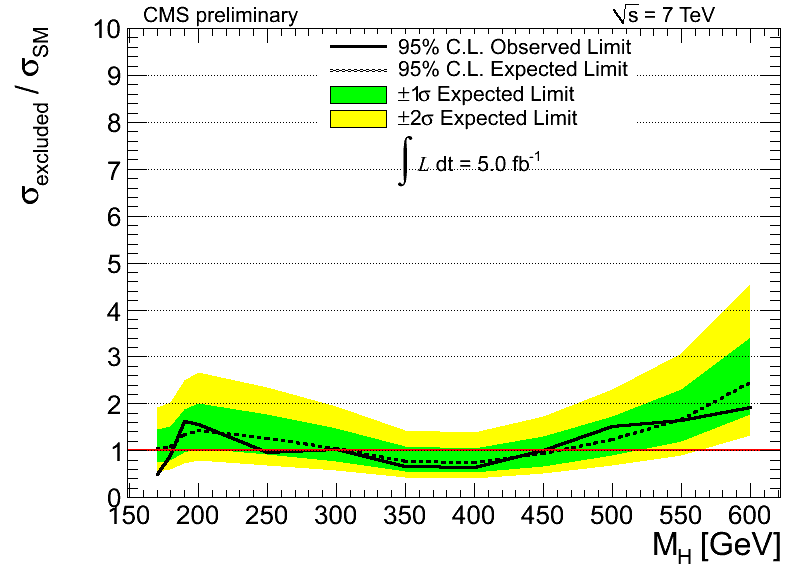 CMS preliminary
√s = 7 TeV
σexcluded / σSM
95% C.L. Observed Limit
95% C.L. Expected Limit
±1σ Expected Limit
±2σ Expected Limit
∫ L dt = 5.0 fb-1
10
9
8
7
6
5
4
3
2
1
0
150 200 250 300 350 400 450 500 550 600
MH [GeV]